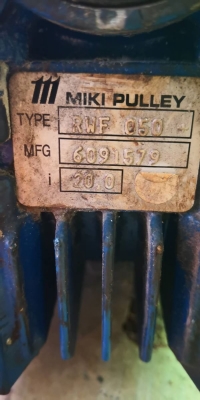 MIKI PULLEY
TYPE RWF 050
MFG 6091579
i 20.0